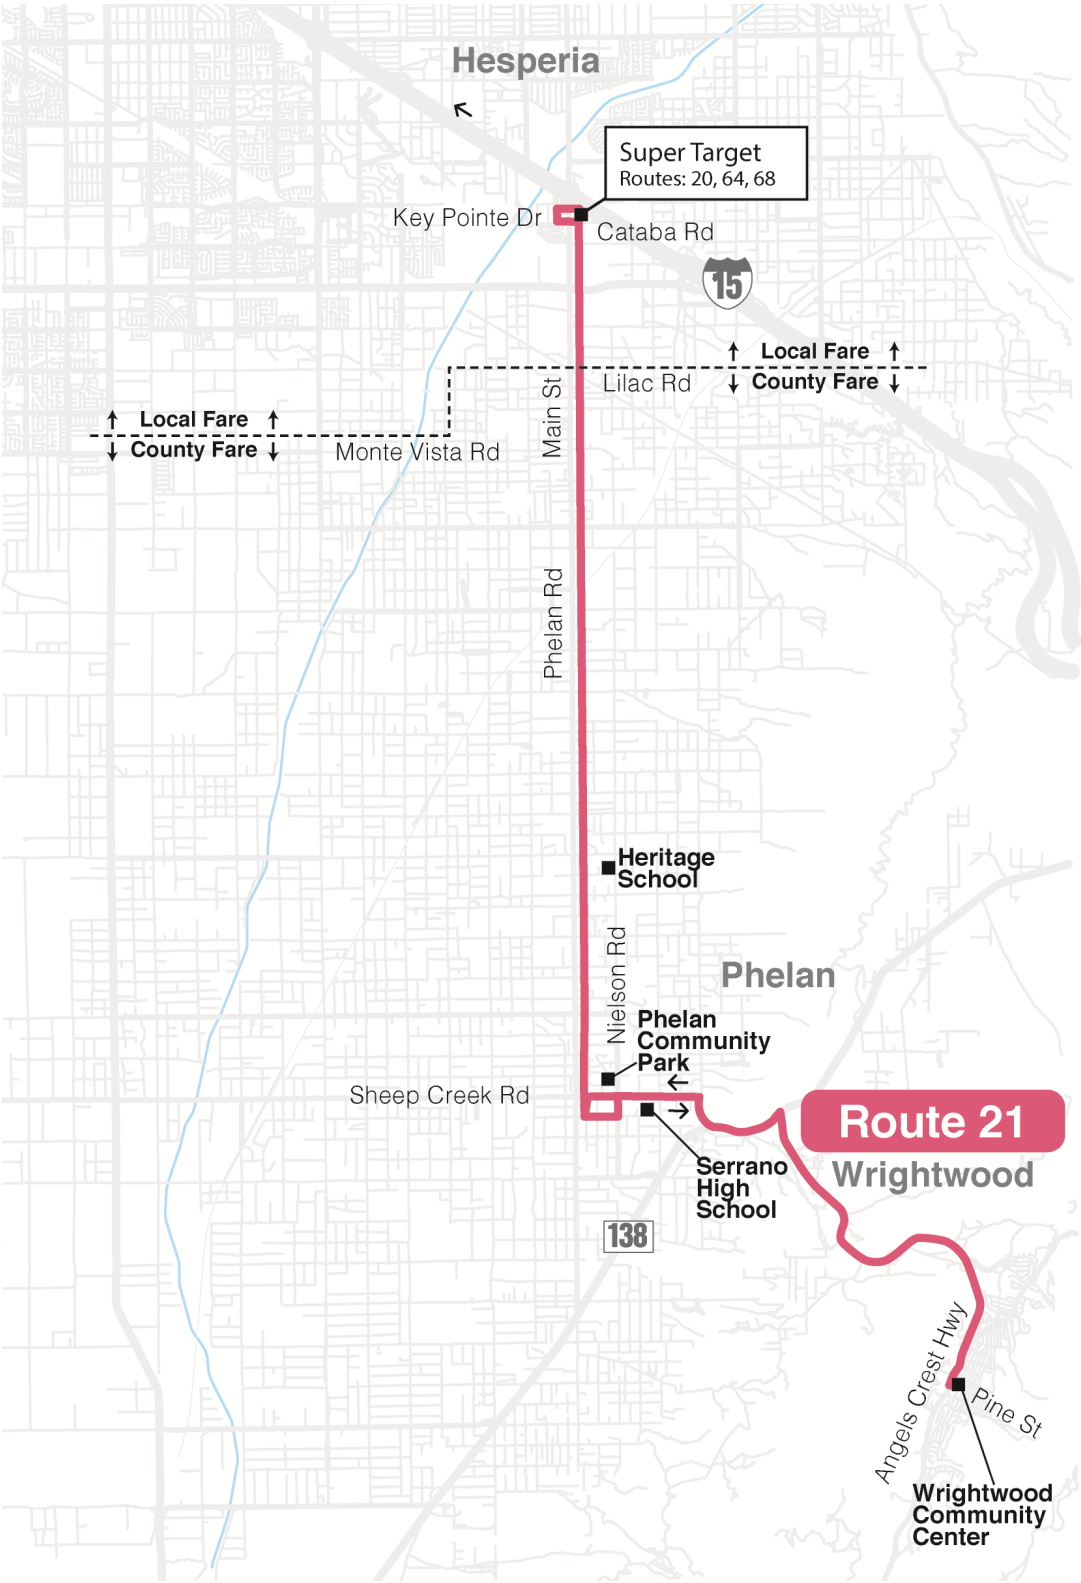 Hesperia
Super Target
Routes: 20, 64, 68
Key Pointe Dr
Cataba Rd
15
Local Fare
County Fare
Lilac Rd
Main St
Local Fare
County Fare
Monte Vista Rd
Phelan Rd
Heritage
School
Nielson Rd
Phelan
Phelan
Community
Park
Sheep Creek Rd
Route 21
Wrightwood
Serrano
High
School
138
Angels Crest Hwy
Pine St
Wrightwood
Community
Center